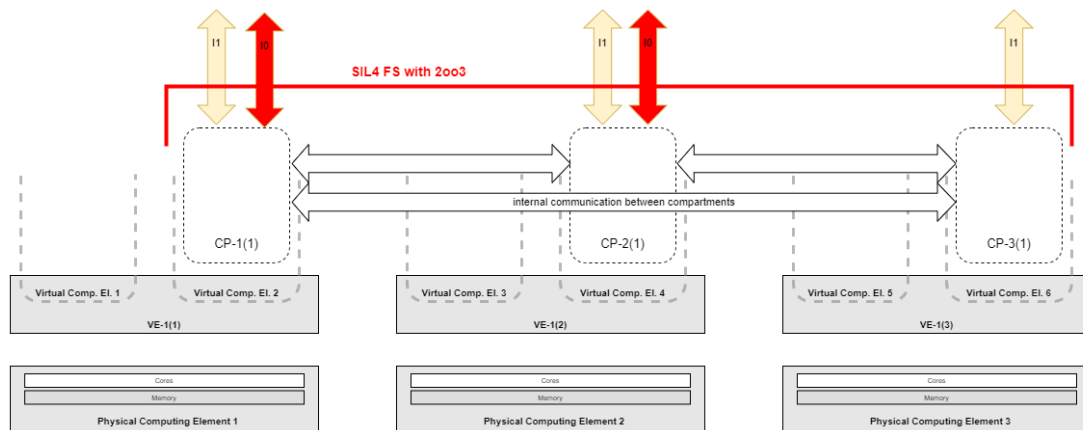 I1
I0
I1
I0
I1
SIL4 FS with 2oo3
internal communication between compartments
CP-1(1)
CP-2(1)
CP-3(1)
Virtual Comp. El. 1
Virtual Comp. El. 2
Virtual Comp. El. 3
Virtual Comp. El. 4
Virtual Comp. El. 5
Virtual Comp. El. 6
VE-1(1)
VE-1(2)
VE-1(3)
Cores
Cores
Cores
Memory
Memory
Memory
Physical Computing Element 1
Physical Computing Element 2
Physical Computing Element 3